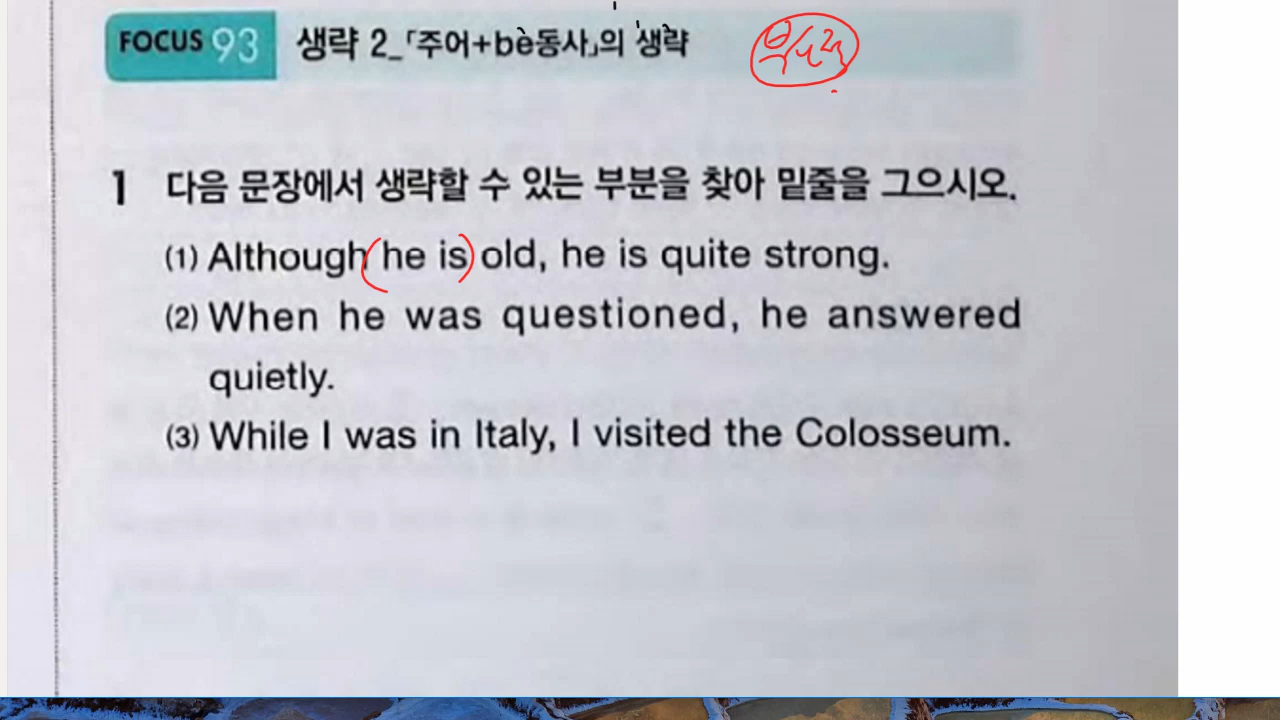 FOCUS 93 생략 2_「주어+be동사」의 생략
1 다음 문장에서 생략할 수 있는 부분을 찾아 밑줄을 그으시오.
(1) Although (he is) old, he is quite strong.
(2) When he was questioned, he answered
quietly.
(3) While I was in Italy, I visited the Colosseum.